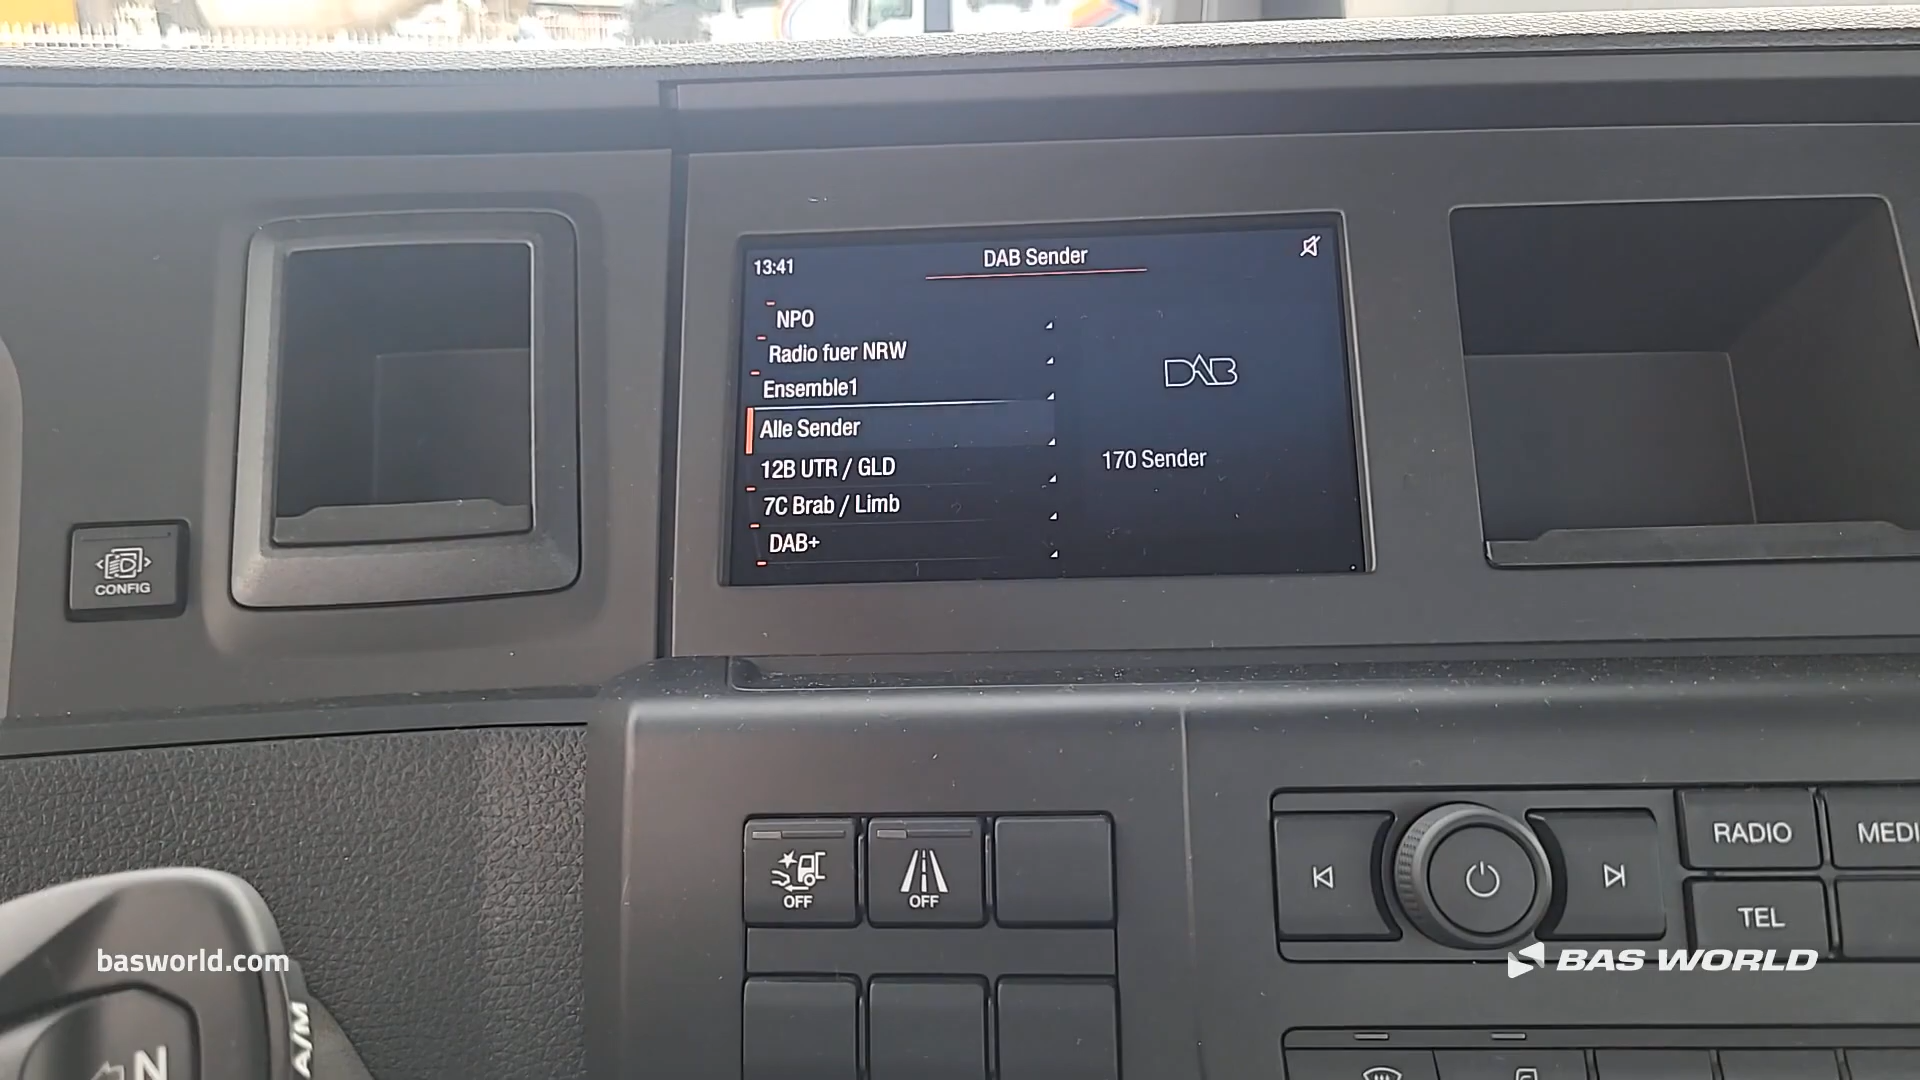 13:41
DAB Sender
NPO
Radio fuer NRW
Ensemble1
Alle Sender
12B UTR / GLD
7C Brab / Limb
DAB+
DAB
170 Sender
CONFIG
OFF
OFF
RADIO
MEDI
TEL
basworld.com
BAS WORLD
A/M
N